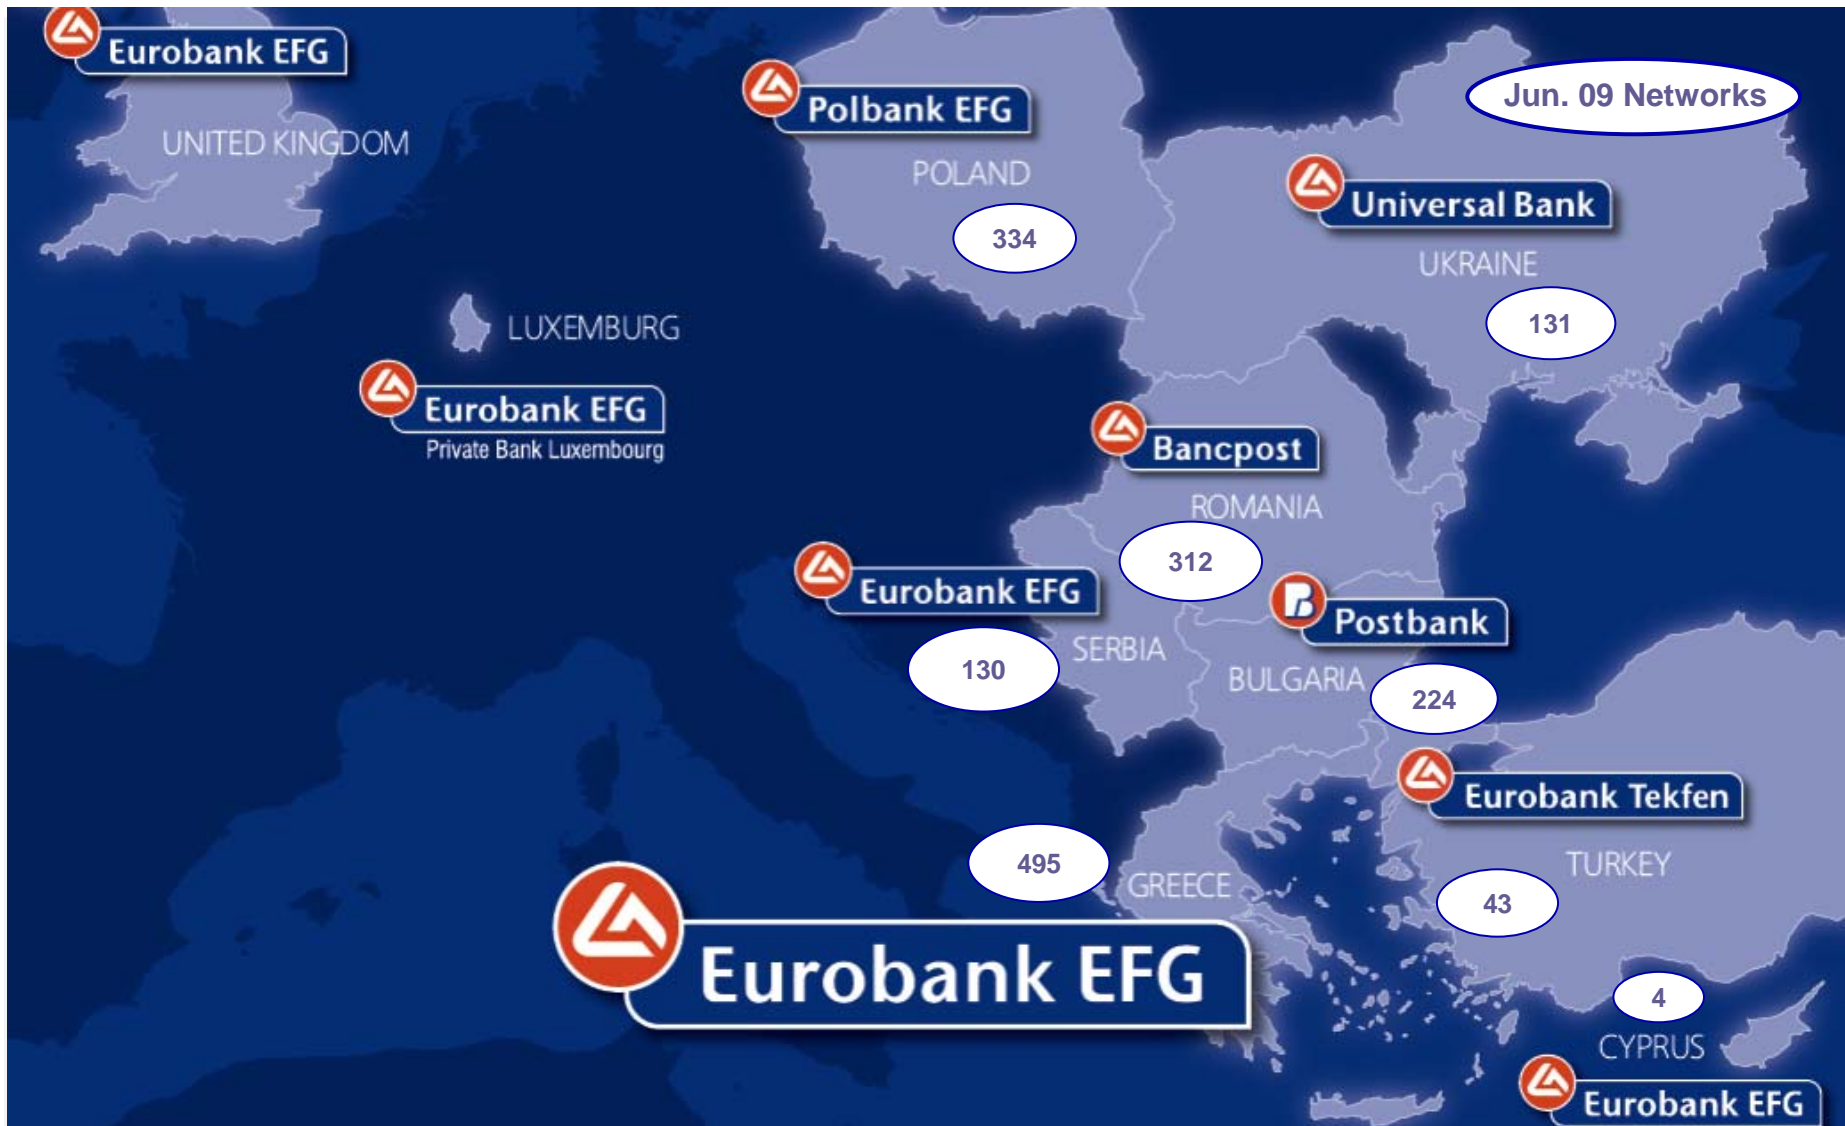 Eurobank EFG
UNITED KINGDOM
Polbank EFG
POLAND
334
Jun. 09 Networks
Universal Bank
UKRAINE
131
LUXEMBURG
Eurobank EFG
Private Bank Luxembourg
Bancpost
ROMANIA
312
Eurobank EFG
SERBIA
130
Postbank
BULGARIA
224
Eurobank Tekfen
TURKEY
43
495
GREECE
Eurobank EFG
4
CYPRUS
Eurobank EFG